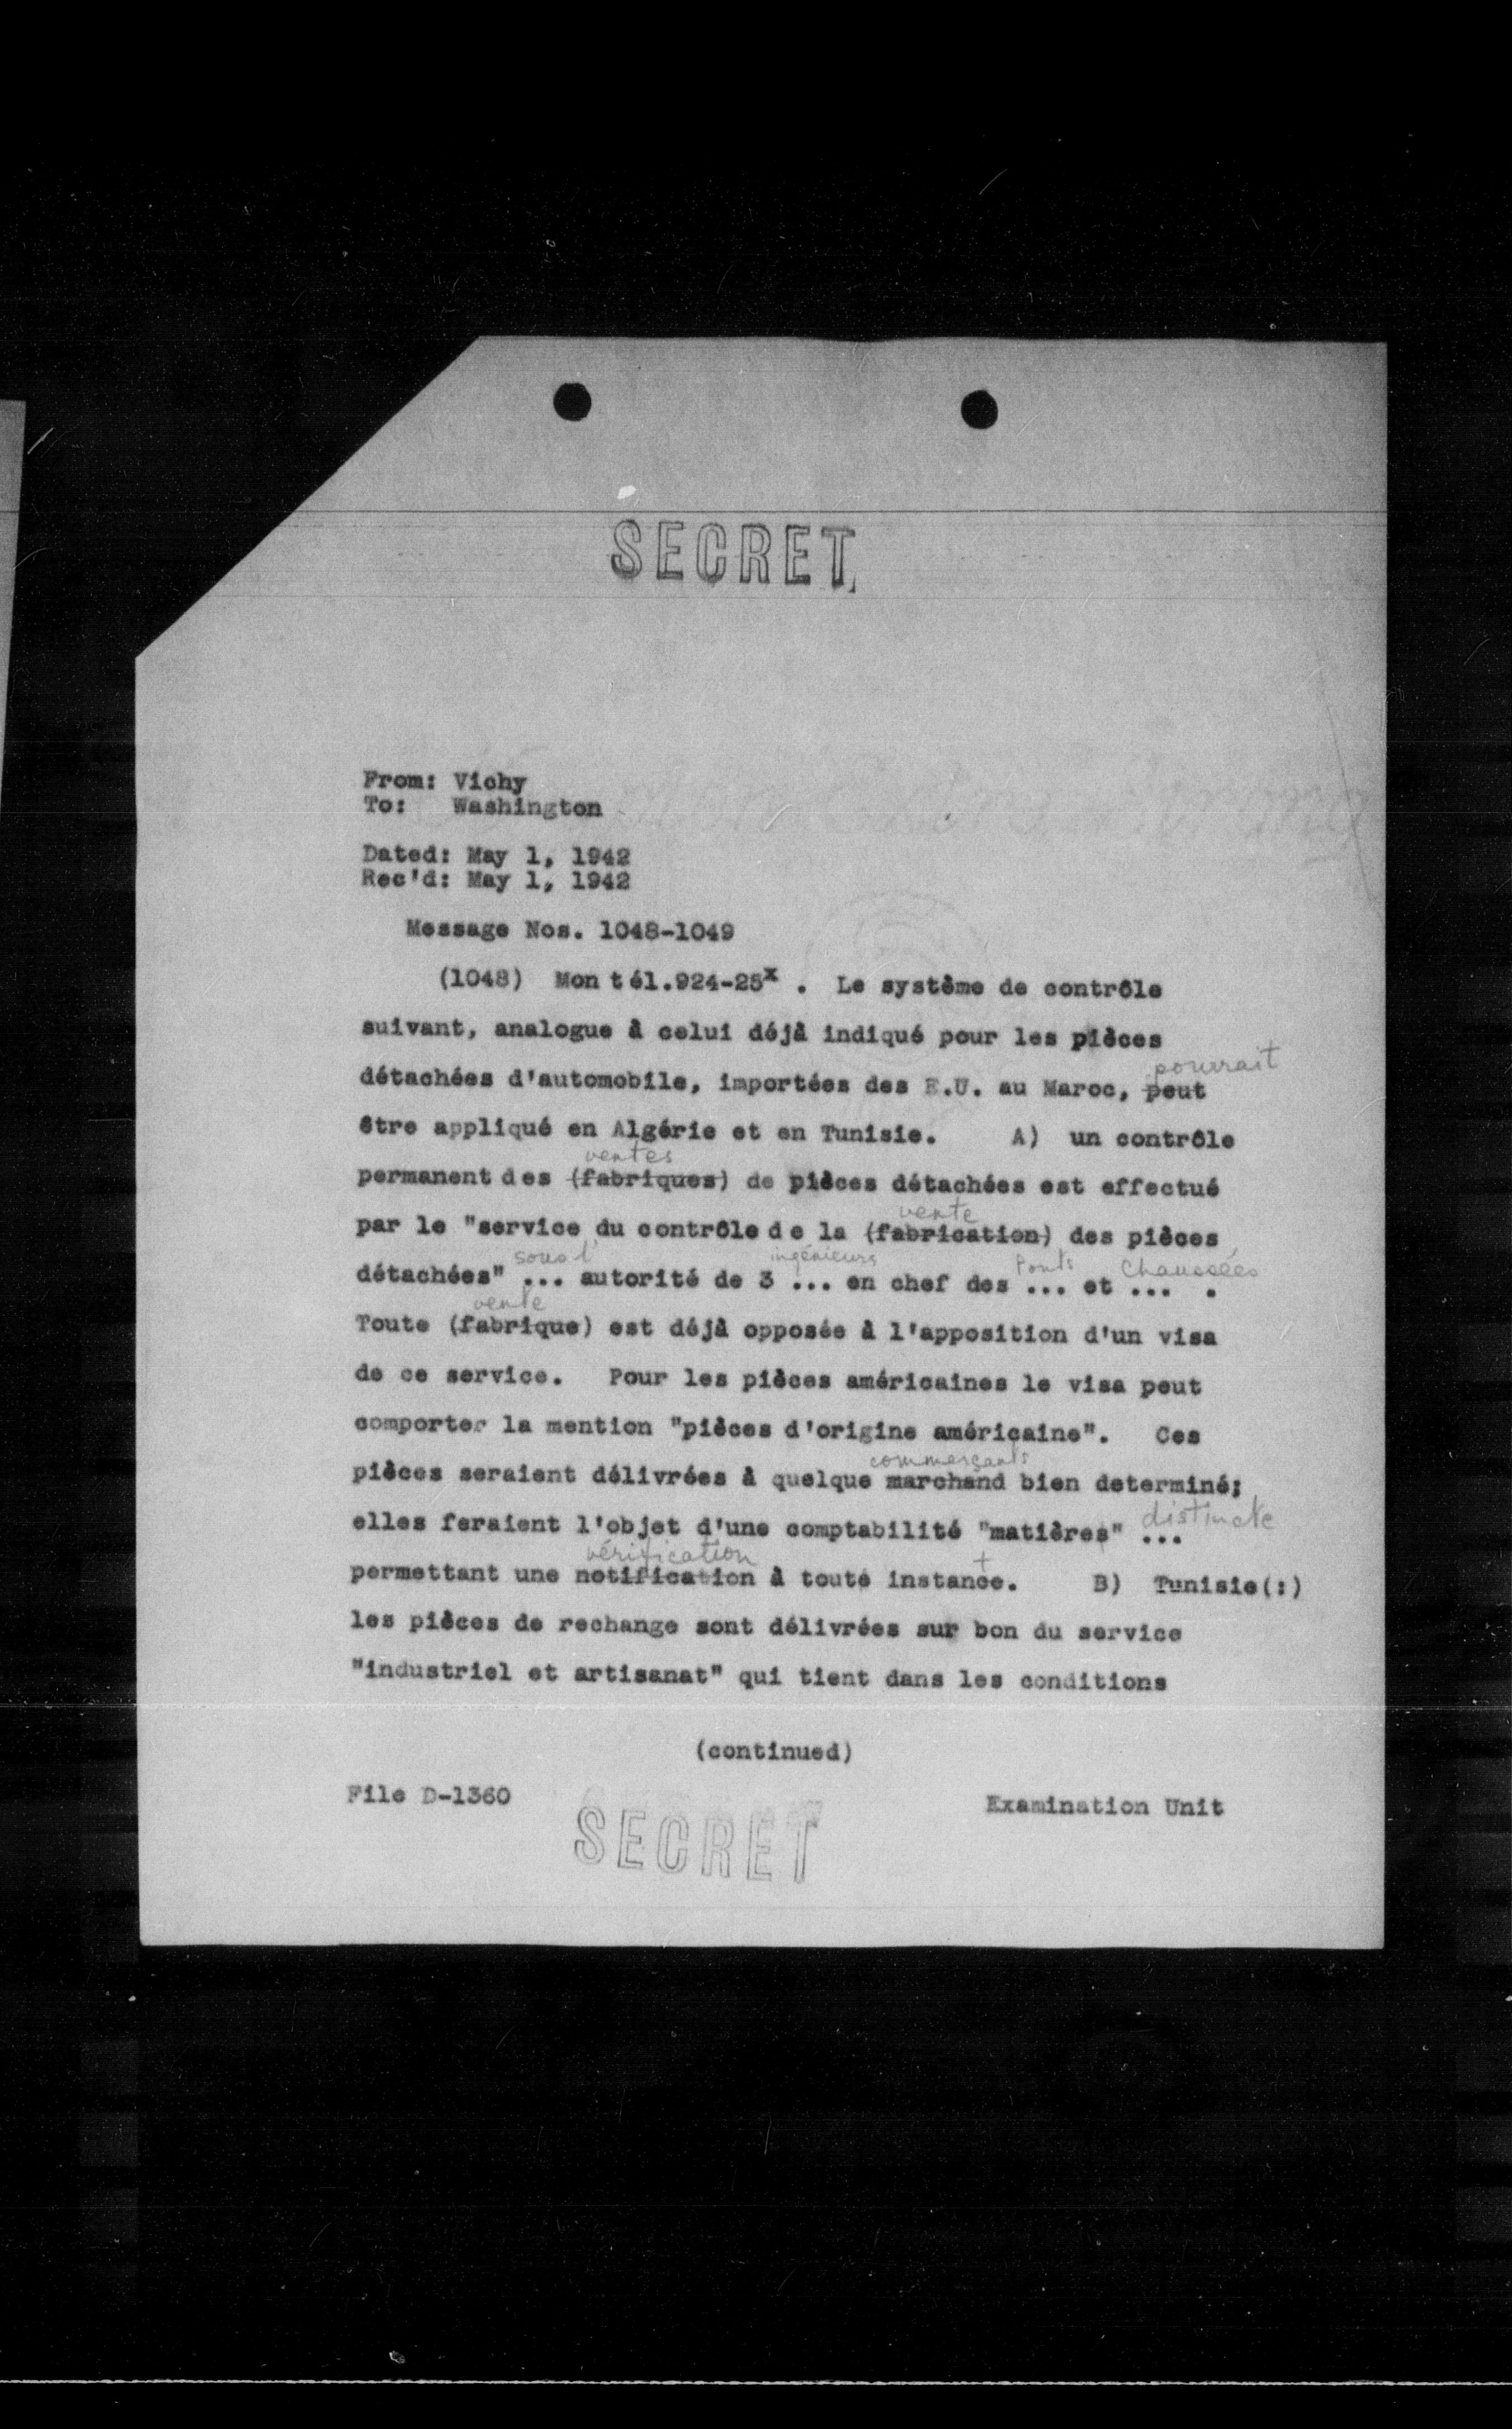 SECRET
From: Vichy
To: Washington
Dated: May 1, 1942
Rec'd: May 1, 1942
Message Nos. 1048-1049
(1048) Mon tél.924-25x . Le système de contrôle
suivant, analogue à celui déjà indiqué pour les pièces
pourrait
détachées d'automobile, importées des E.U. au Maroc, peut
être appliqué en Algérie et en Tunisie. A) un contrôle
ventes
permanent des (fabriques) de pièces détachées est effectué
vente
par le "service du contrôle de la (fabrication) des pièces
sous l' ingénieurs Ponts Chaussées
détachées" ... autorité de 3 ... en chef des ... et ... .
vente
Toute (fabrique) est déjà opposée à l'apposition d'un visa
de ce service. Pour les pièces américaines le visa peut
comporter la mention "pièces d'origine américaine". Ces
commerçants
pièces seraient délivrées à quelque marchand bien determiné;
distincte
elles feraient l'objet d'une comptabilité "matières" ...
vérification t
permettant une notification à touté instance. B) Tunisie(:)
les pièces de rechange sont délivrées sur bon du service
"industriel et artisanat" qui tient dans les conditions
(continued)
File D-1360
Examination Unit
SECRET